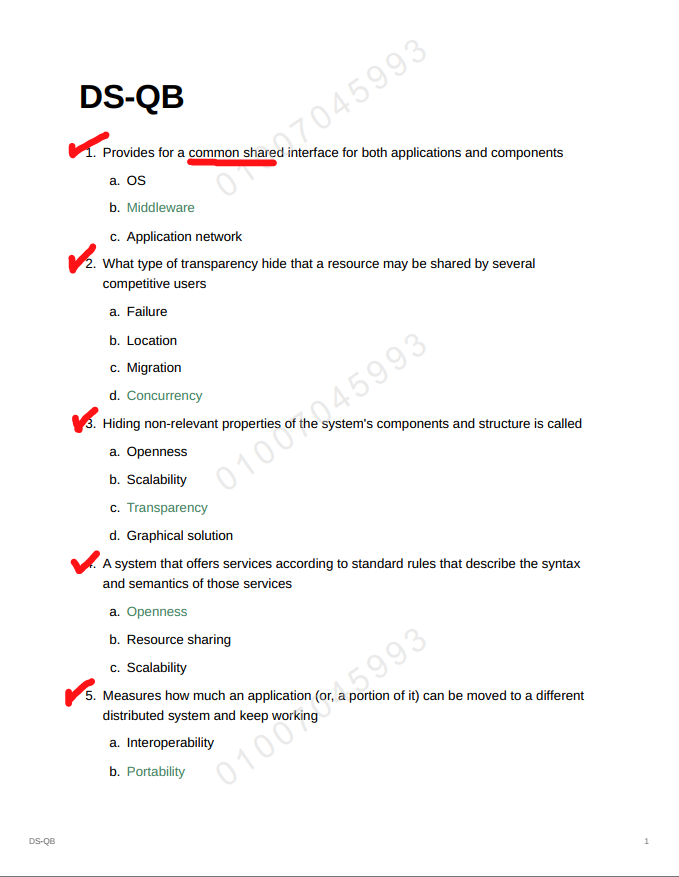 DS-QB
1. Provides for a common shared interface for both applications and components
a. OS
b. Middleware
c. Application network
2. What type of transparency hide that a resource may be shared by several
competitive users
a. Failure
b. Location
c. Migration
d. Concurrency
3. Hiding non-relevant properties of the system's components and structure is called
a. Openness
b. Scalability
c. Transparency
d. Graphical solution
4. A system that offers services according to standard rules that describe the syntax
and semantics of those services
a. Openness
b. Resource sharing
c. Scalability
5. Measures how much an application (or, a portion of it) can be moved to a different
distributed system and keep working
a. Interoperability
b. Portability
01007045993
01007045993
01007045993
DS-QB
1